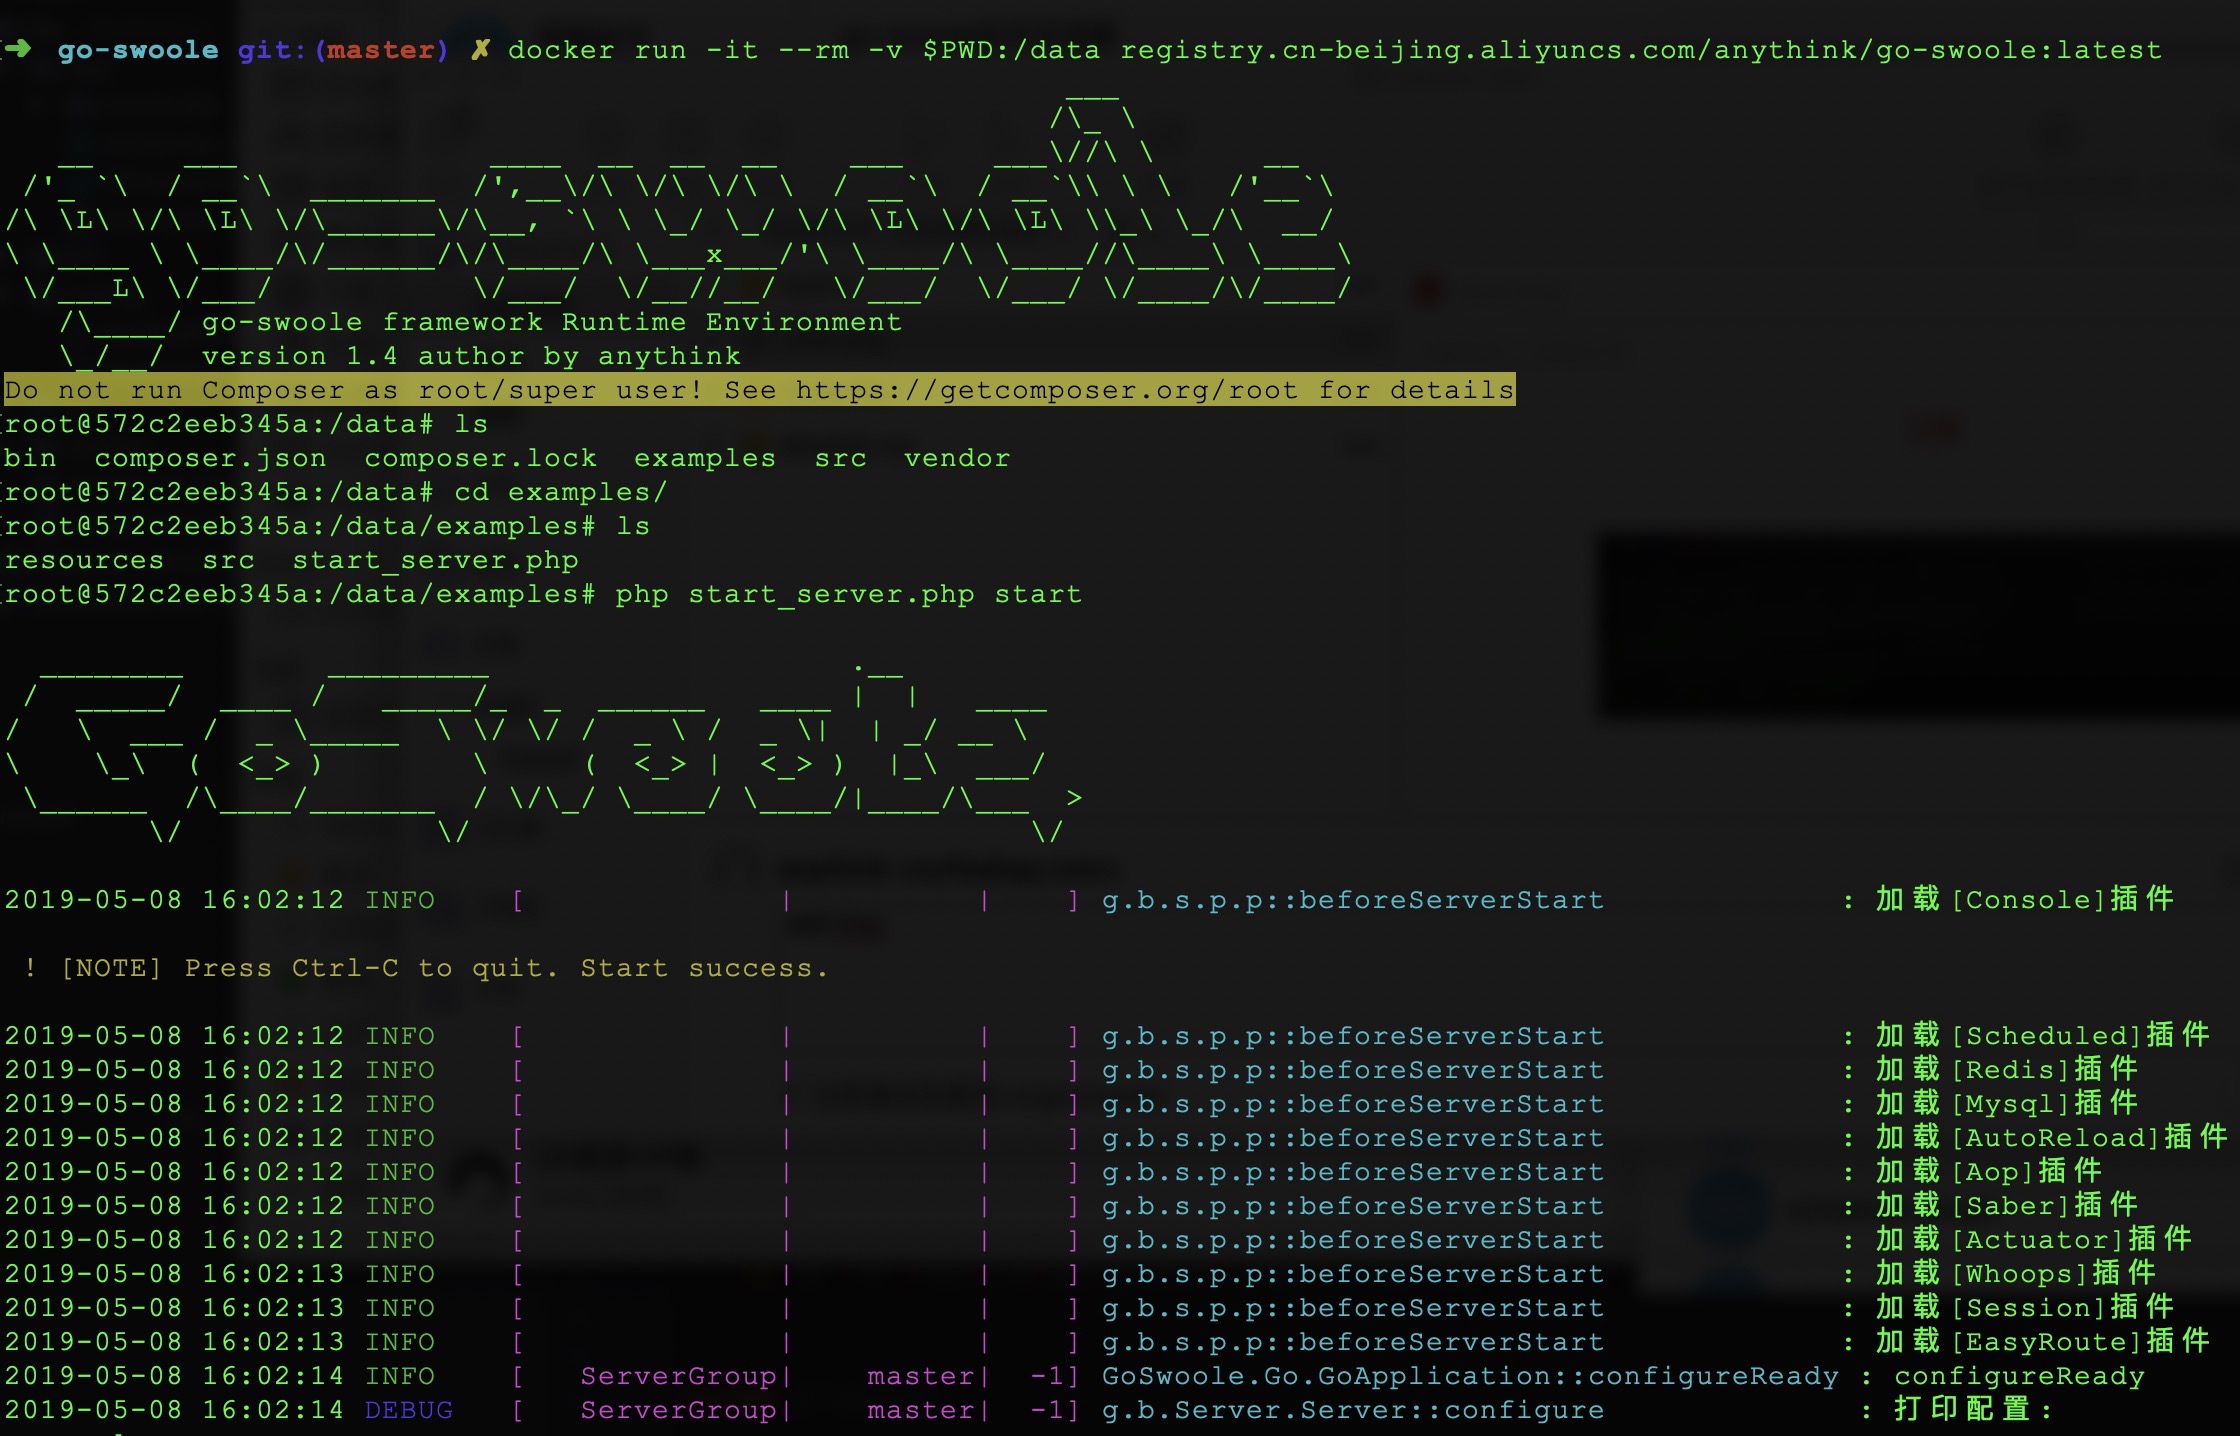 ➜  go-swoole git:(master) ✗ docker run -it --rm -v $PWD:/data registry.cn-beijing.aliyuncs.com/anythink/go-swoole:latest
go-swoole framework Runtime Environment
version 1.4 author by anythink
Do not run Composer as root/super user! See https://getcomposer.org/root for details
root@572c2eeb345a:/data# ls
bin  composer.json  composer.lock  examples  src  vendor
root@572c2eeb345a:/data# cd examples/
root@572c2eeb345a:/data/examples# ls
resources  src  start_server.php
root@572c2eeb345a:/data/examples# php start_server.php start
2019-05-08 16:02:12 INFO    [              |          |    ] g.b.s.p.p::beforeServerStart             : 加载[Console]插件
! [NOTE] Press Ctrl-C to quit. Start success.
2019-05-08 16:02:12 INFO    [              |          |    ] g.b.s.p.p::beforeServerStart             : 加载[Scheduled]插件
2019-05-08 16:02:12 INFO    [              |          |    ] g.b.s.p.p::beforeServerStart             : 加载[Redis]插件
2019-05-08 16:02:12 INFO    [              |          |    ] g.b.s.p.p::beforeServerStart             : 加载[Mysql]插件
2019-05-08 16:02:12 INFO    [              |          |    ] g.b.s.p.p::beforeServerStart             : 加载[AutoReload]插件
2019-05-08 16:02:12 INFO    [              |          |    ] g.b.s.p.p::beforeServerStart             : 加载[Aop]插件
2019-05-08 16:02:12 INFO    [              |          |    ] g.b.s.p.p::beforeServerStart             : 加载[Saber]插件
2019-05-08 16:02:12 INFO    [              |          |    ] g.b.s.p.p::beforeServerStart             : 加载[Actuator]插件
2019-05-08 16:02:13 INFO    [              |          |    ] g.b.s.p.p::beforeServerStart             : 加载[Whoops]插件
2019-05-08 16:02:13 INFO    [              |          |    ] g.b.s.p.p::beforeServerStart             : 加载[Session]插件
2019-05-08 16:02:13 INFO    [              |          |    ] g.b.s.p.p::beforeServerStart             : 加载[EasyRoute]插件
2019-05-08 16:02:14 INFO    [   ServerGroup|    master|  -1] GoSwoole.Go.GoApplication::configureReady : configureReady
2019-05-08 16:02:14 DEBUG   [   ServerGroup|    master|  -1] g.b.Server.Server::configure              : 打印配置: